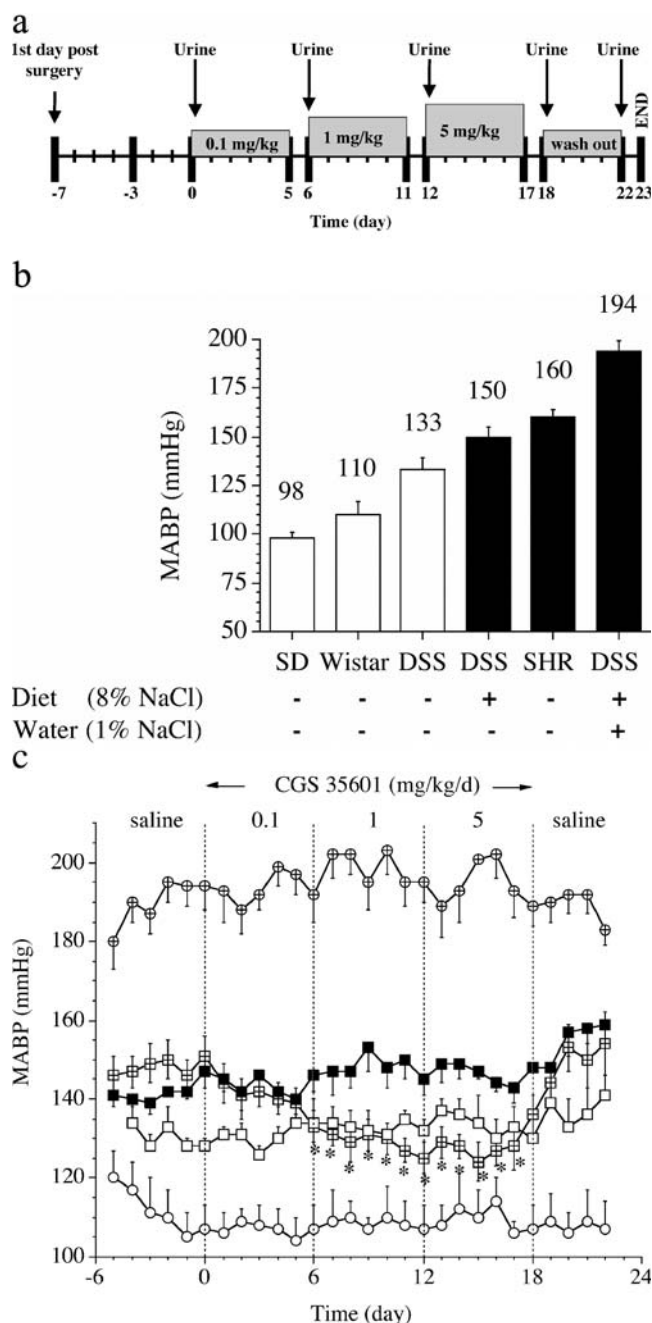 a
1st day post
surgery
Urine Urine Urine Urine Urine
END
0.1 mg/kg 1 mg/kg 5 mg/kg wash out
-7 -3 0 5 6 11 12 17 18 22 23
Time (day)
b
MABP (mmHg)
200
175
150
125
100
75
50
98 110 133 150 160 194
SD Wistar DSS DSS SHR DSS
Diet (8% NaCl) - - - + - +
Water (1% NaCl) - - - - - +
c
CGS 35601 (mg/kg/d)
saline 0.1 1 5 saline
MABP (mmHg)
200
180
160
140
120
100
* * * * * * * * * * * *
-6 0 6 12 18 24
Time (day)